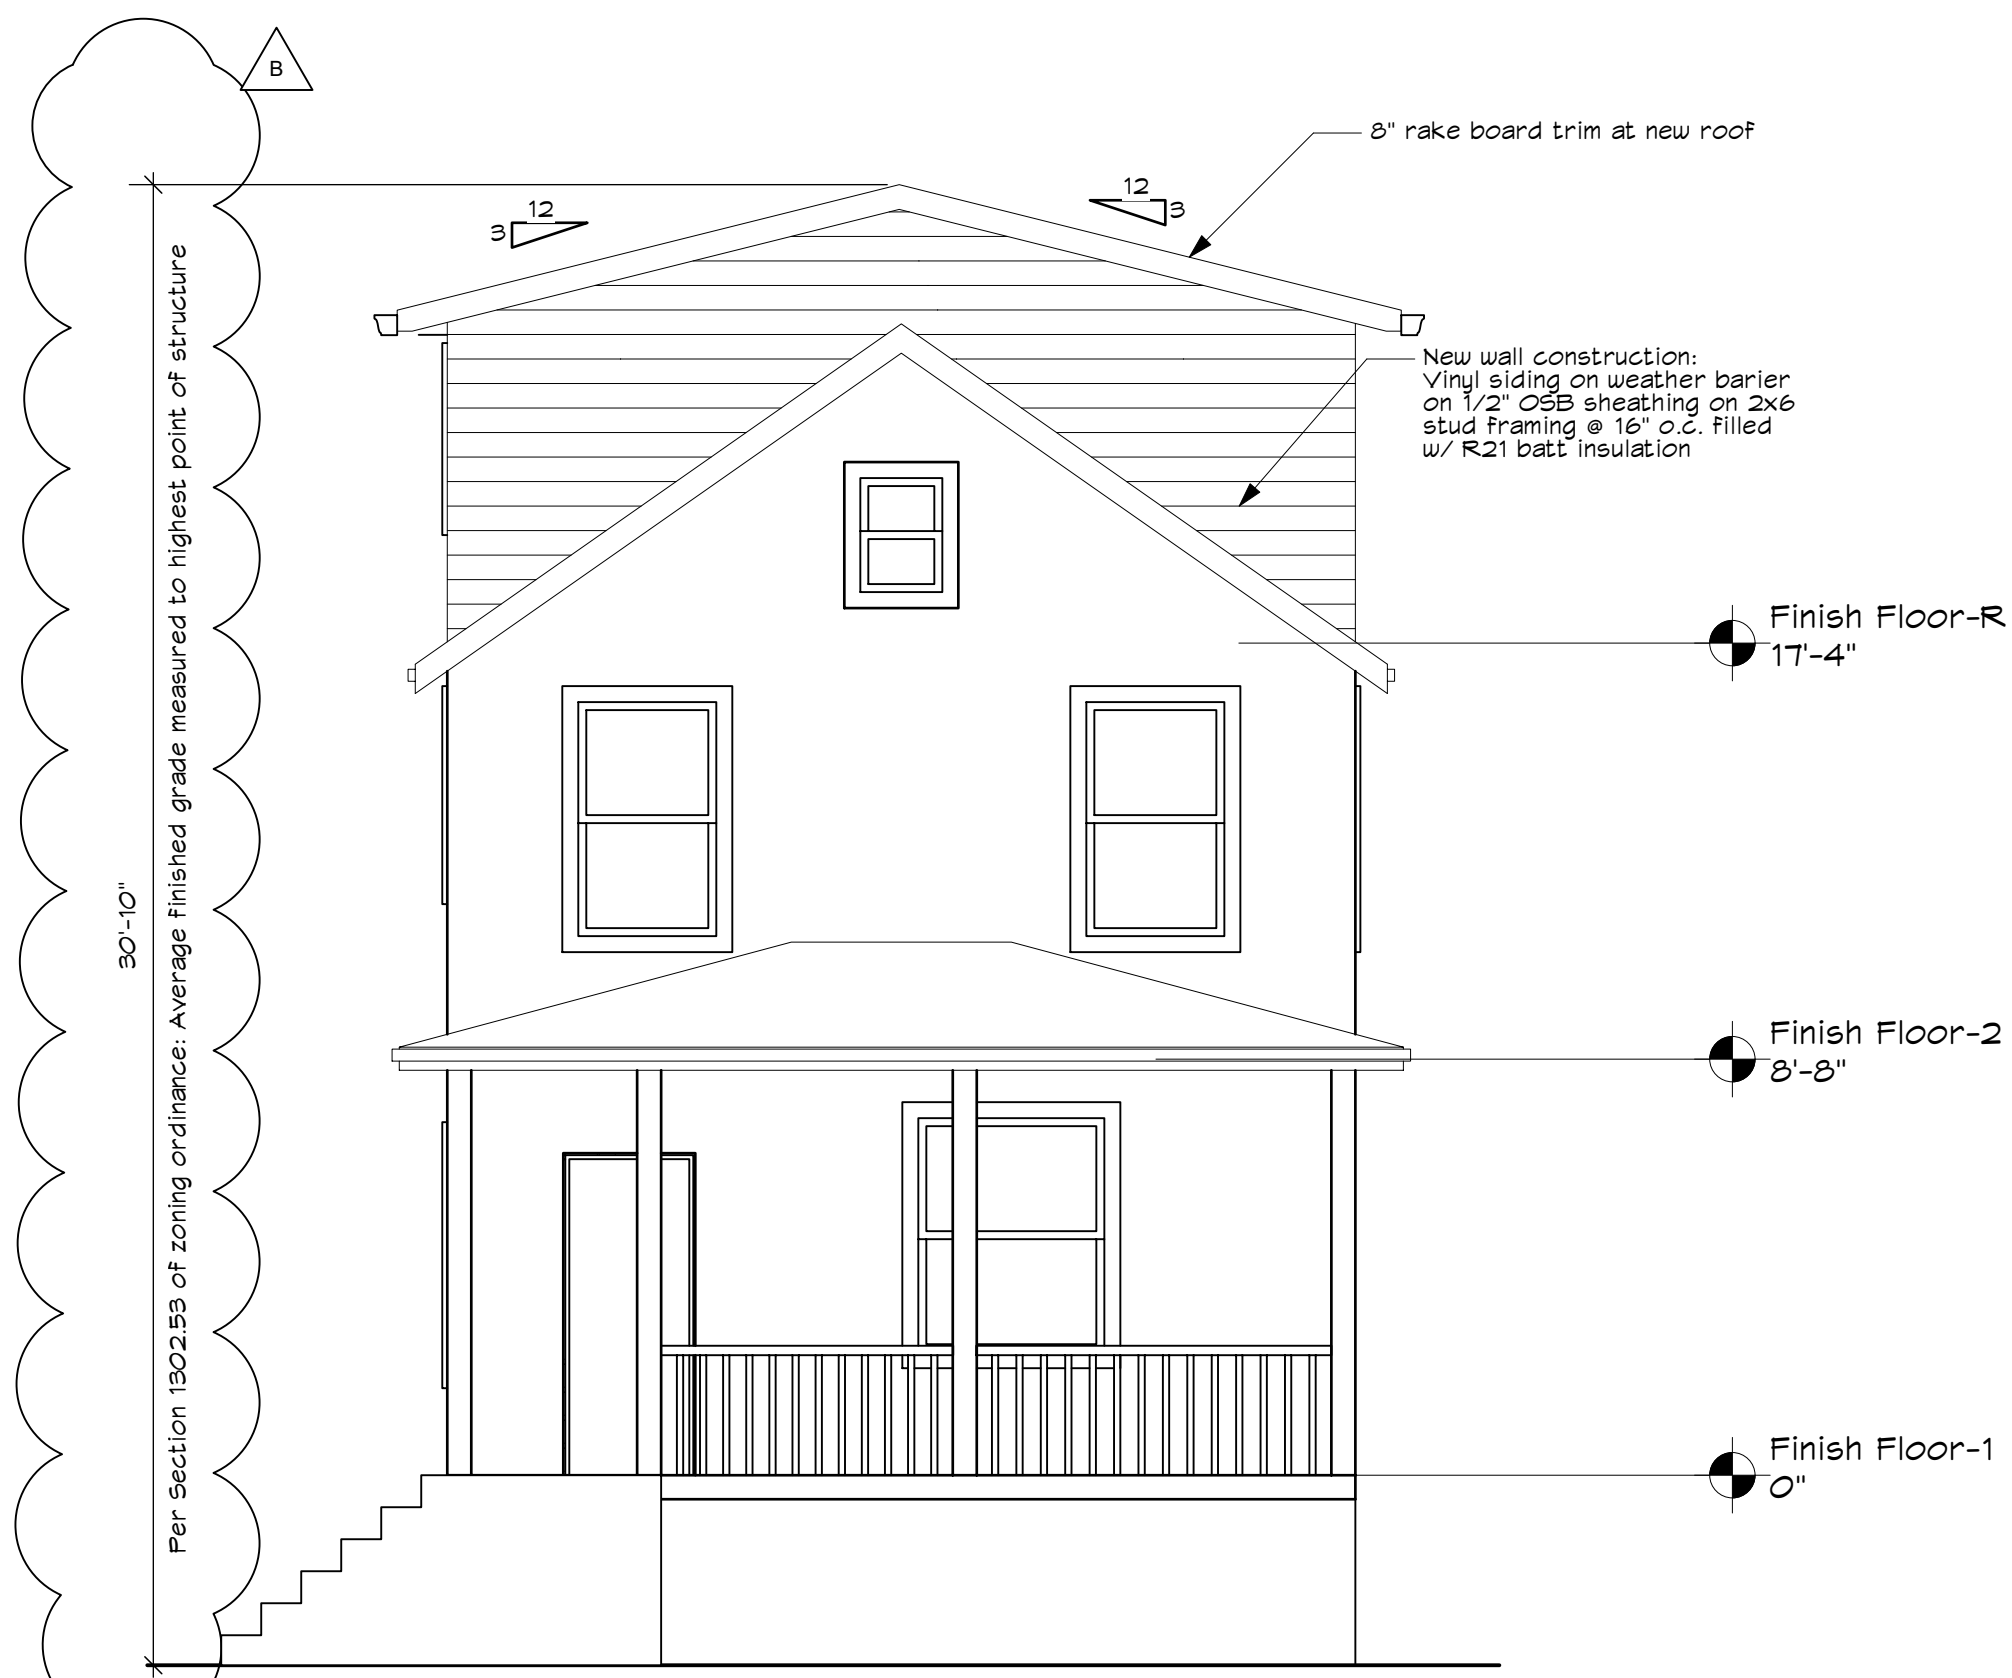 B
8" rake board trim at new roof
12
3
12
3
New wall construction:
Vinyl siding on weather barier
on 1/2" OSB sheathing on 2x6
stud framing @ 16" o.c. filled
w/ R21 batt insulation
Finish Floor-R
17'-4"
30'-10"
Per Section 1302.53 of zoning ordinance: Average finished grade measured to highest point of structure
Finish Floor-2
8'-8"
Finish Floor-1
0"